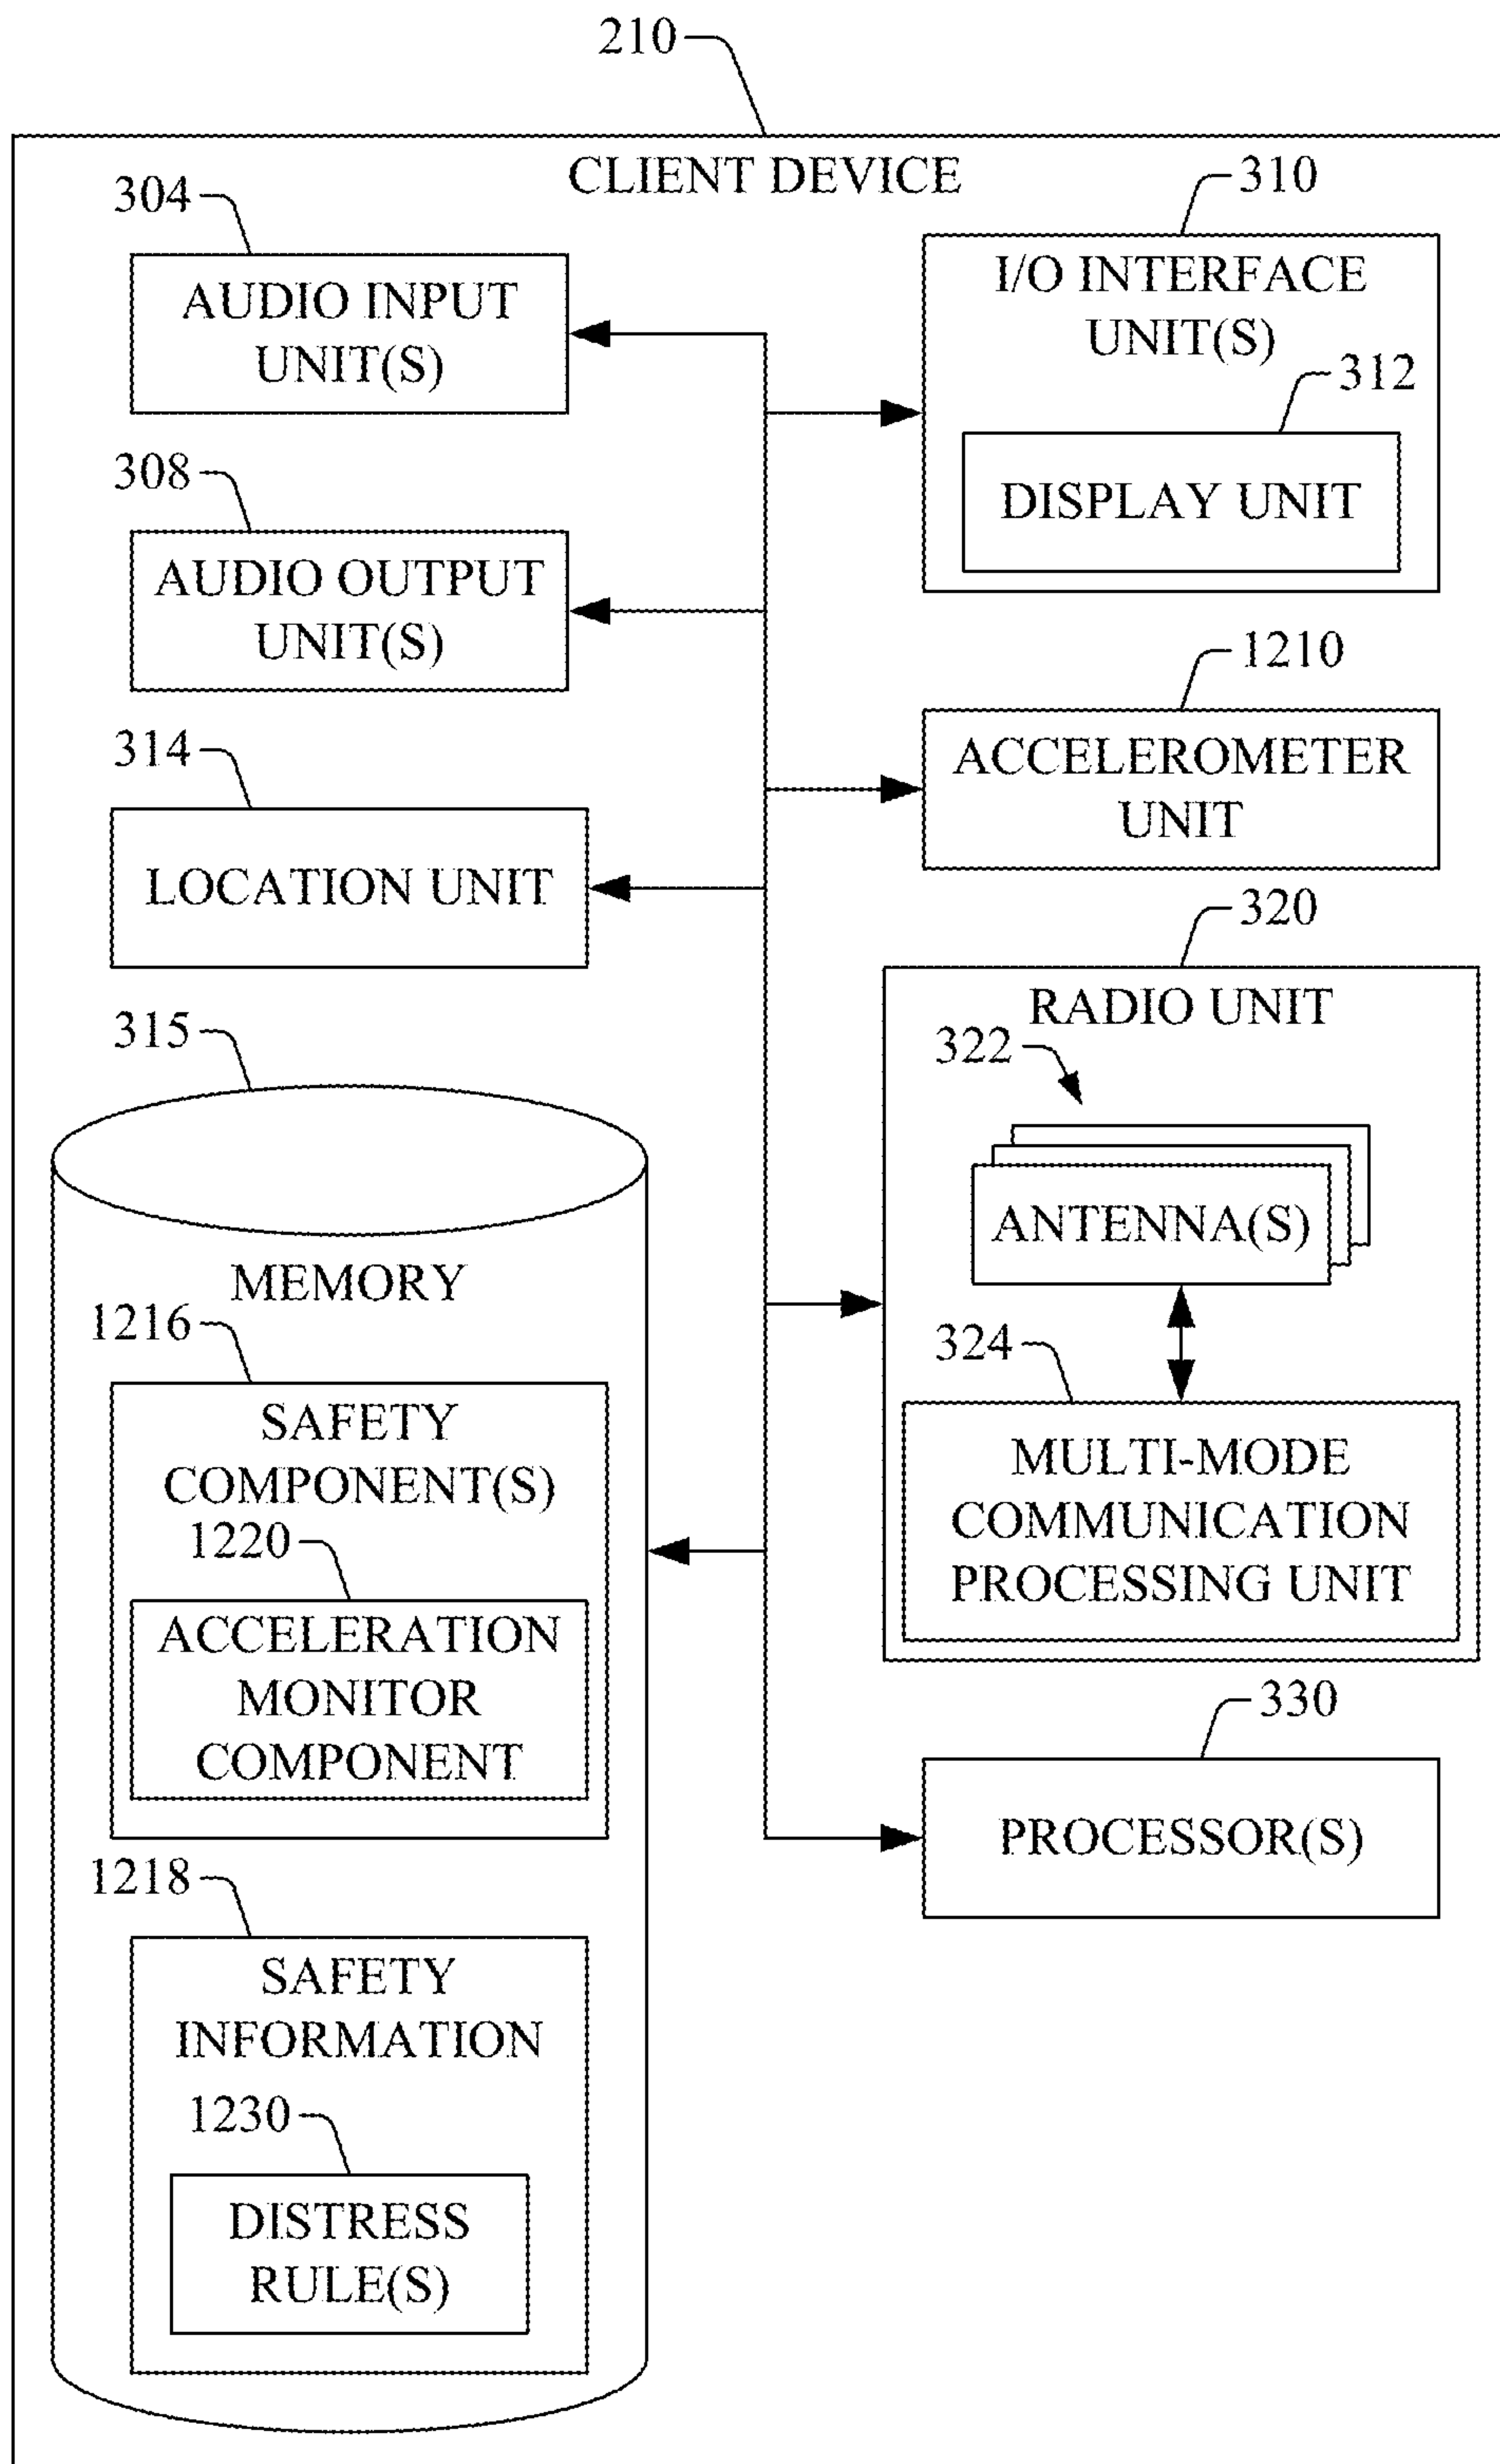 210
CLIENT DEVICE
304
AUDIO INPUT
UNIT(S)
308
AUDIO OUTPUT
UNIT(S)
314
LOCATION UNIT
315
MEMORY
1216
SAFETY
COMPONENT(S)
1220
ACCELERATION
MONITOR
COMPONENT
1218
SAFETY
INFORMATION
1230
DISTRESS
RULE(S)
310
I/O INTERFACE
UNIT(S)
312
DISPLAY UNIT
1210
ACCELEROMETER
UNIT
320
RADIO UNIT
322
ANTENNA(S)
324
MULTI-MODE
COMMUNICATION
PROCESSING UNIT
330
PROCESSOR(S)